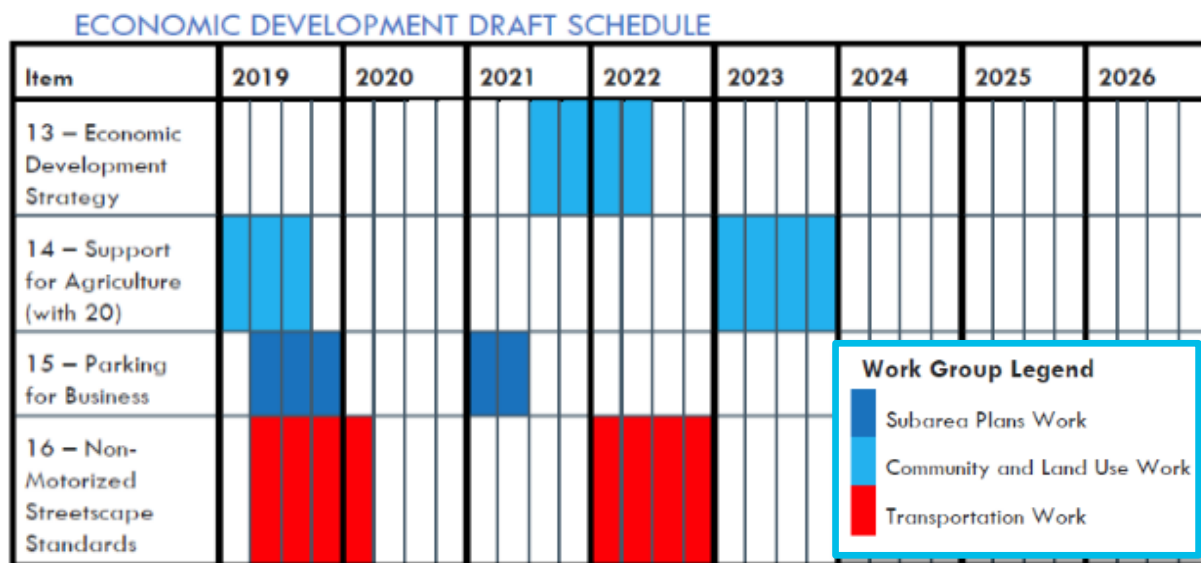 ECONOMIC DEVELOPMENT DRAFT SCHEDULE
Item 2019 2020 2021 2022 2023 2024 2025 2026
13 – Economic
Development
Strategy
14 – Support
for Agriculture
(with 20)
15 – Parking
for Business
16 – Non-
Motorized
Streetscape
Standards
Work Group Legend
Subarea Plans Work
Community and Land Use Work
Transportation Work